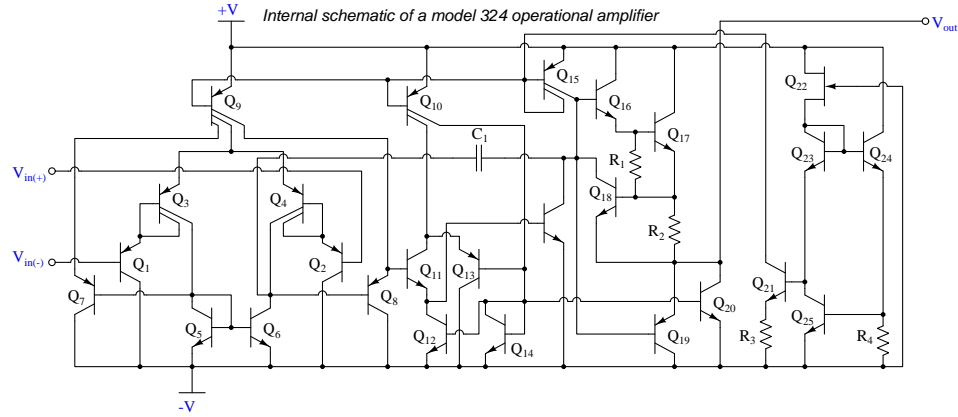 Internal schematic of a model 324 operational amplifier
+V
Vout
Q15
Q22
Q9
Q10
Q16
C1
Q17
Q23
Q24
R1
Vin(+)
Q3
Q4
Q18
R2
Vin(-)
Q1
Q2
Q11
Q13
Q7
Q8
Q21
Q20
Q5
Q6
Q25
Q12
Q14
Q19
R3
R4
-V